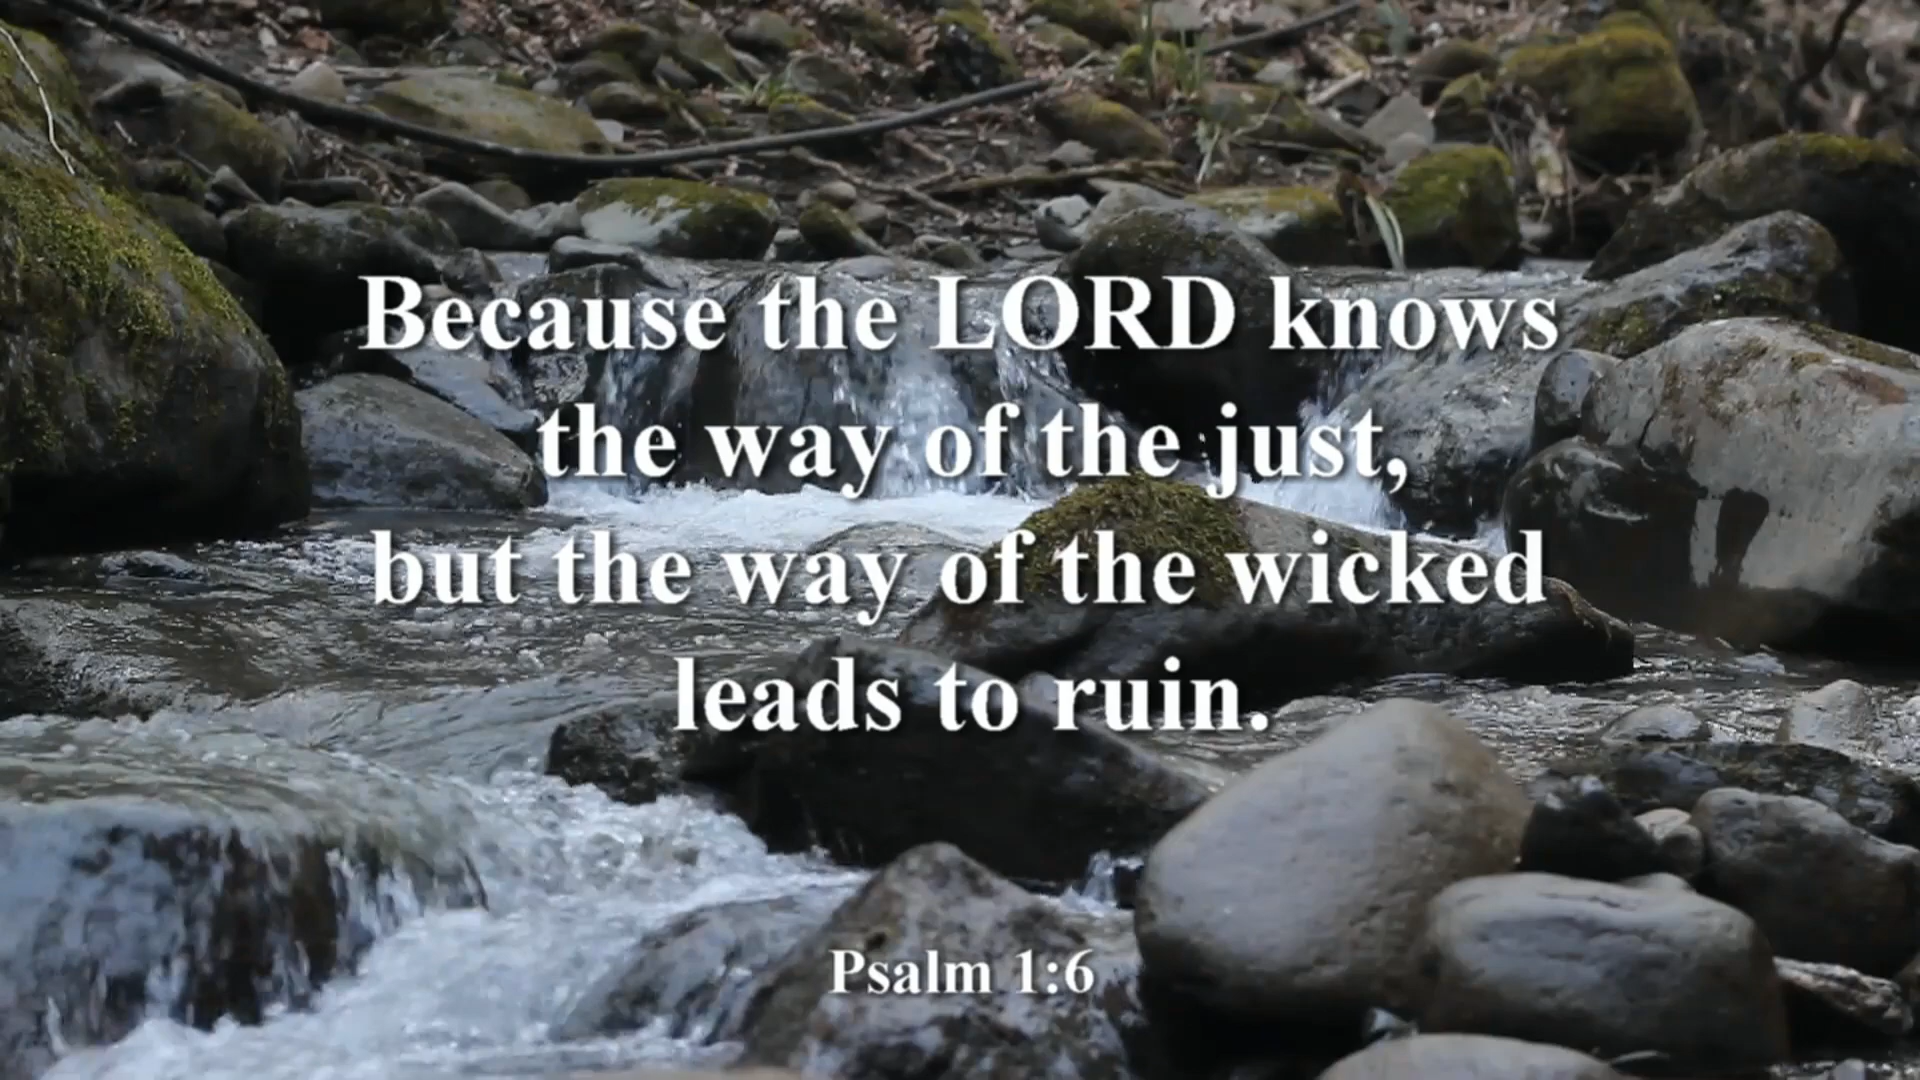 Because the LORD knows
the way of the just,
but the way of the wicked
leads to ruin.
Psalm 1:6